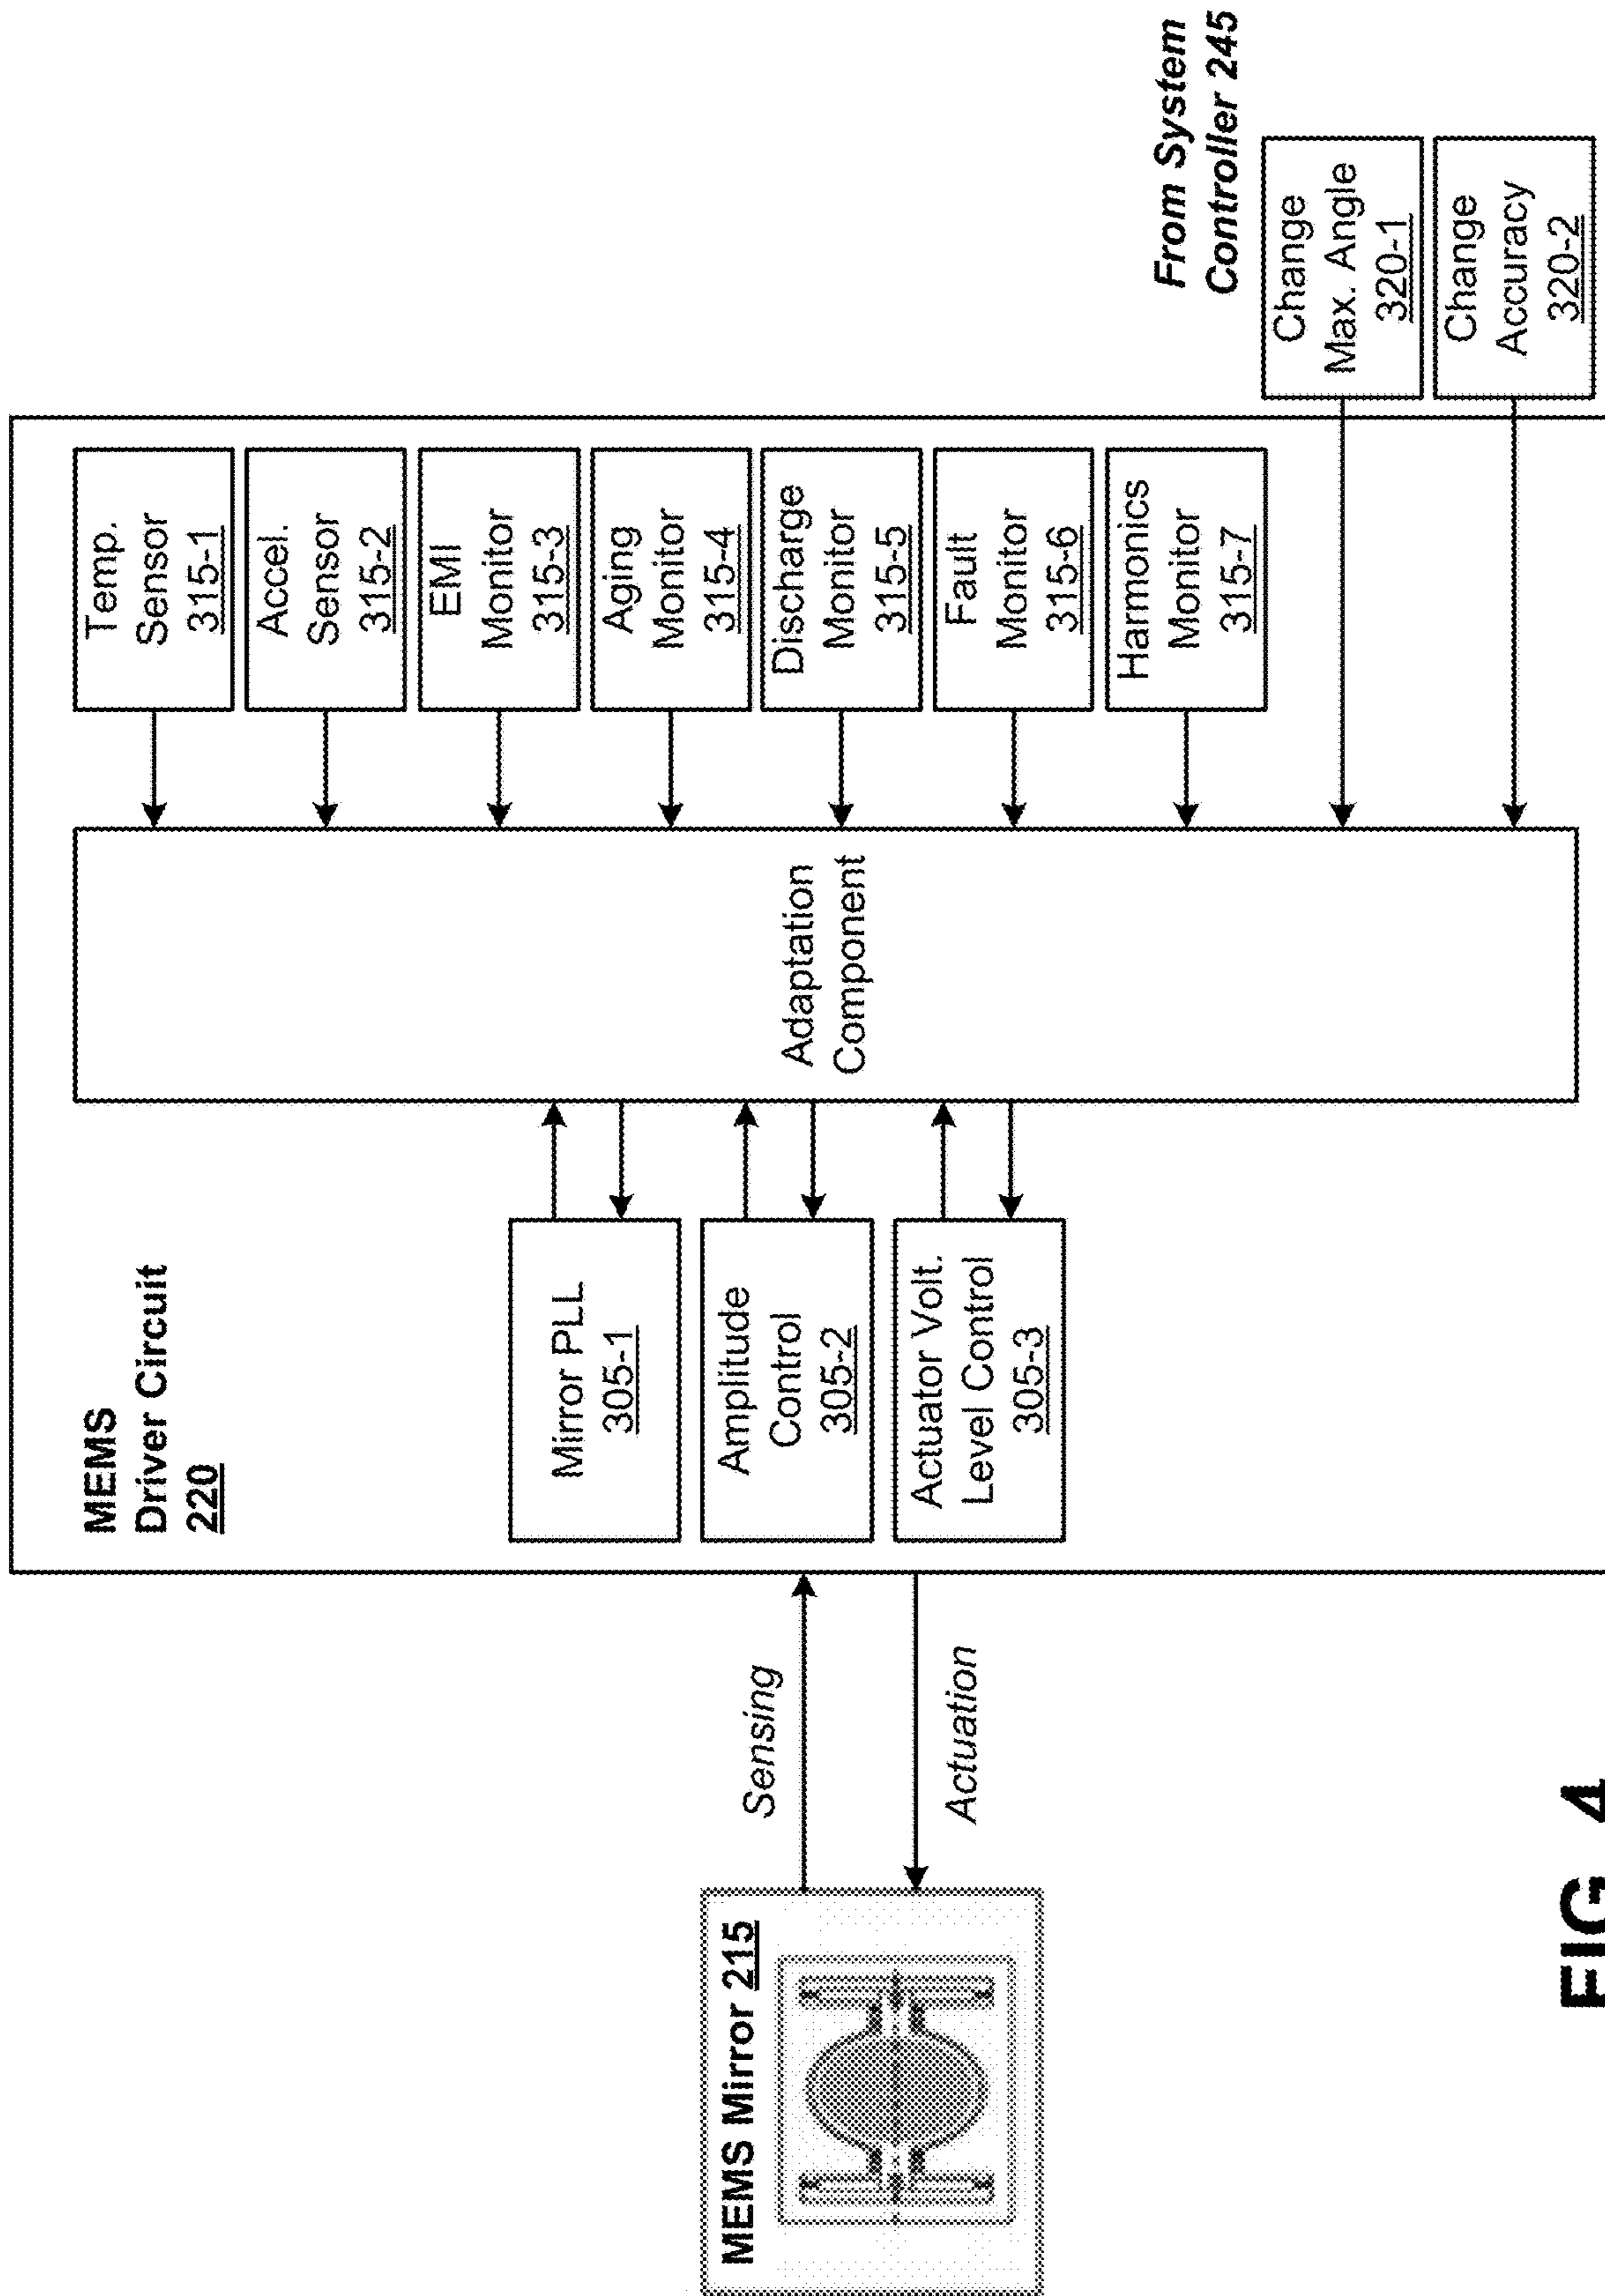 MEMS
Driver Circuit
220
MEMS Mirror 215
Sensing
Actuation
Mirror PLL
305-1
Amplitude
Control
305-2
Actuator Volt.
Level Control
305-3
Adaptation
Component
Temp.
Sensor
315-1
Accel.
Sensor
315-2
EMI
Monitor
315-3
Aging
Monitor
315-4
Discharge
Monitor
315-5
Fault
Monitor
315-6
Harmonics
Monitor
315-7
From System
Controller 245
Change
Max. Angle
320-1
Change
Accuracy
320-2
FIG. 4